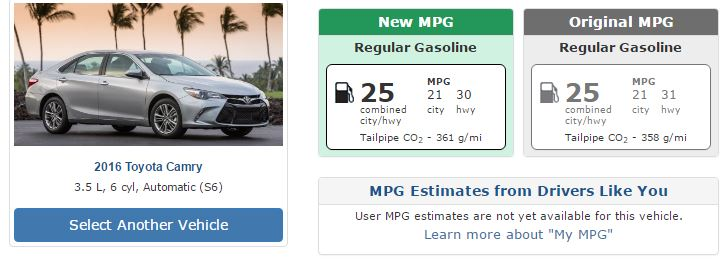 2016 Toyota Camry
3.5 L, 6 cyl, Automatic (S6)
Select Another Vehicle
New MPG
Regular Gasoline
25
combined
city/hwy
MPG
21 30
city hwy
Tailpipe CO₂ - 361 g/mi
Original MPG
Regular Gasoline
25
combined
city/hwy
MPG
21 31
city hwy
Tailpipe CO₂ - 358 g/mi
MPG Estimates from Drivers Like You
User MPG estimates are not yet available for this vehicle.
Learn more about "My MPG"